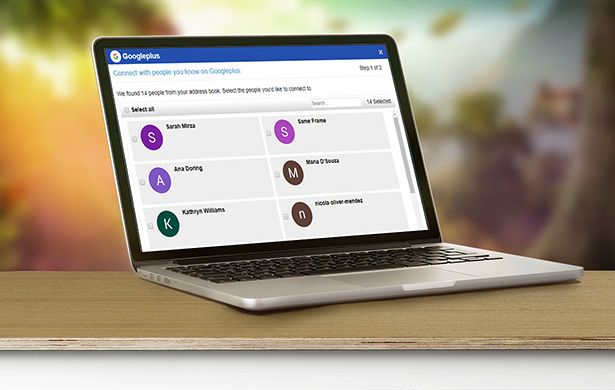 Googleplus
X
Connect with people you know on Googleplus.
Step 1 of 2
We found 14 people from your address book. Select the people you'd like to connect to.
Select all
Search...
14 Selected
S Sarah Mirza
S Same Frame
A Ana Doring
M Maria D'Souza
K Kathryn Williams
n nicola oliver-mendez